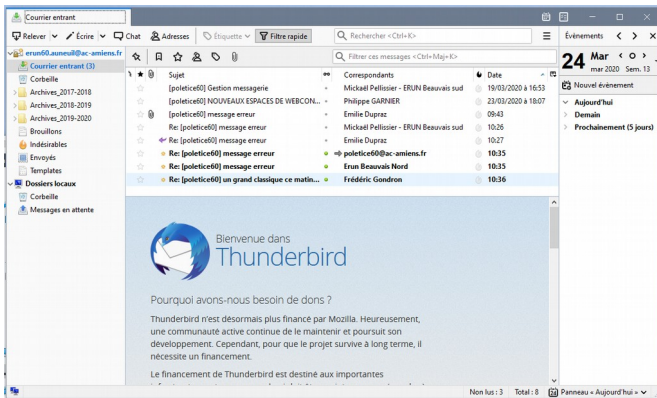 Courrier entrant
Relever Écrire Chat Adresses Étiquette Filtre rapide Rechercher <Ctrl+K>
Évènements
erun60.auneuil@ac-amiens.fr
Courrier entrant (3)
Corbeille
Archives_2017-2018
Archives_2018-2019
Archives_2019-2020
Brouillons
Indésirables
Envoyés
Templates
Dossiers locaux
Corbeille
Messages en attente
Filtrer ces messages <Ctrl+Maj+K>
Sujet Correspondants Date
[poletice60] Gestion messagerie Mickaël Pellissier - ERUN Beauvais sud 19/03/2020 à 16:53
[poletice60] NOUVEAUX ESPACES DE WEBCON... Philippe GARNIER 23/03/2020 à 18:07
[poletice60] message erreur Emilie Dupraz 09:43
Re: [poletice60] message erreur Mickaël Pellissier - ERUN Beauvais sud 10:26
Re: [poletice60] message erreur Emilie Dupraz 10:27
Re: [poletice60] message erreur poletice60@ac-amiens.fr 10:35
Re: [poletice60] message erreur Erun Beauvais Nord 10:35
Re: [poletice60] un grand classique ce matin... Frédéric Gondron 10:36
24 Mar
mar 2020 Sem. 13
Nouvel évènement
Aujourd'hui
Demain
Prochainement (5 jours)
Bienvenue dans
Thunderbird
Pourquoi avons-nous besoin de dons ?
Thunderbird n'est désormais plus financé par Mozilla. Heureusement,
une communauté active continue de le maintenir et poursuit son
développement. Cependant, pour que le projet survive à long terme, il
nécessite un financement.
Le financement de Thunderbird est destiné aux importantes
Non lus : 3 Total : 8 24 Panneau « Aujourd'hui »